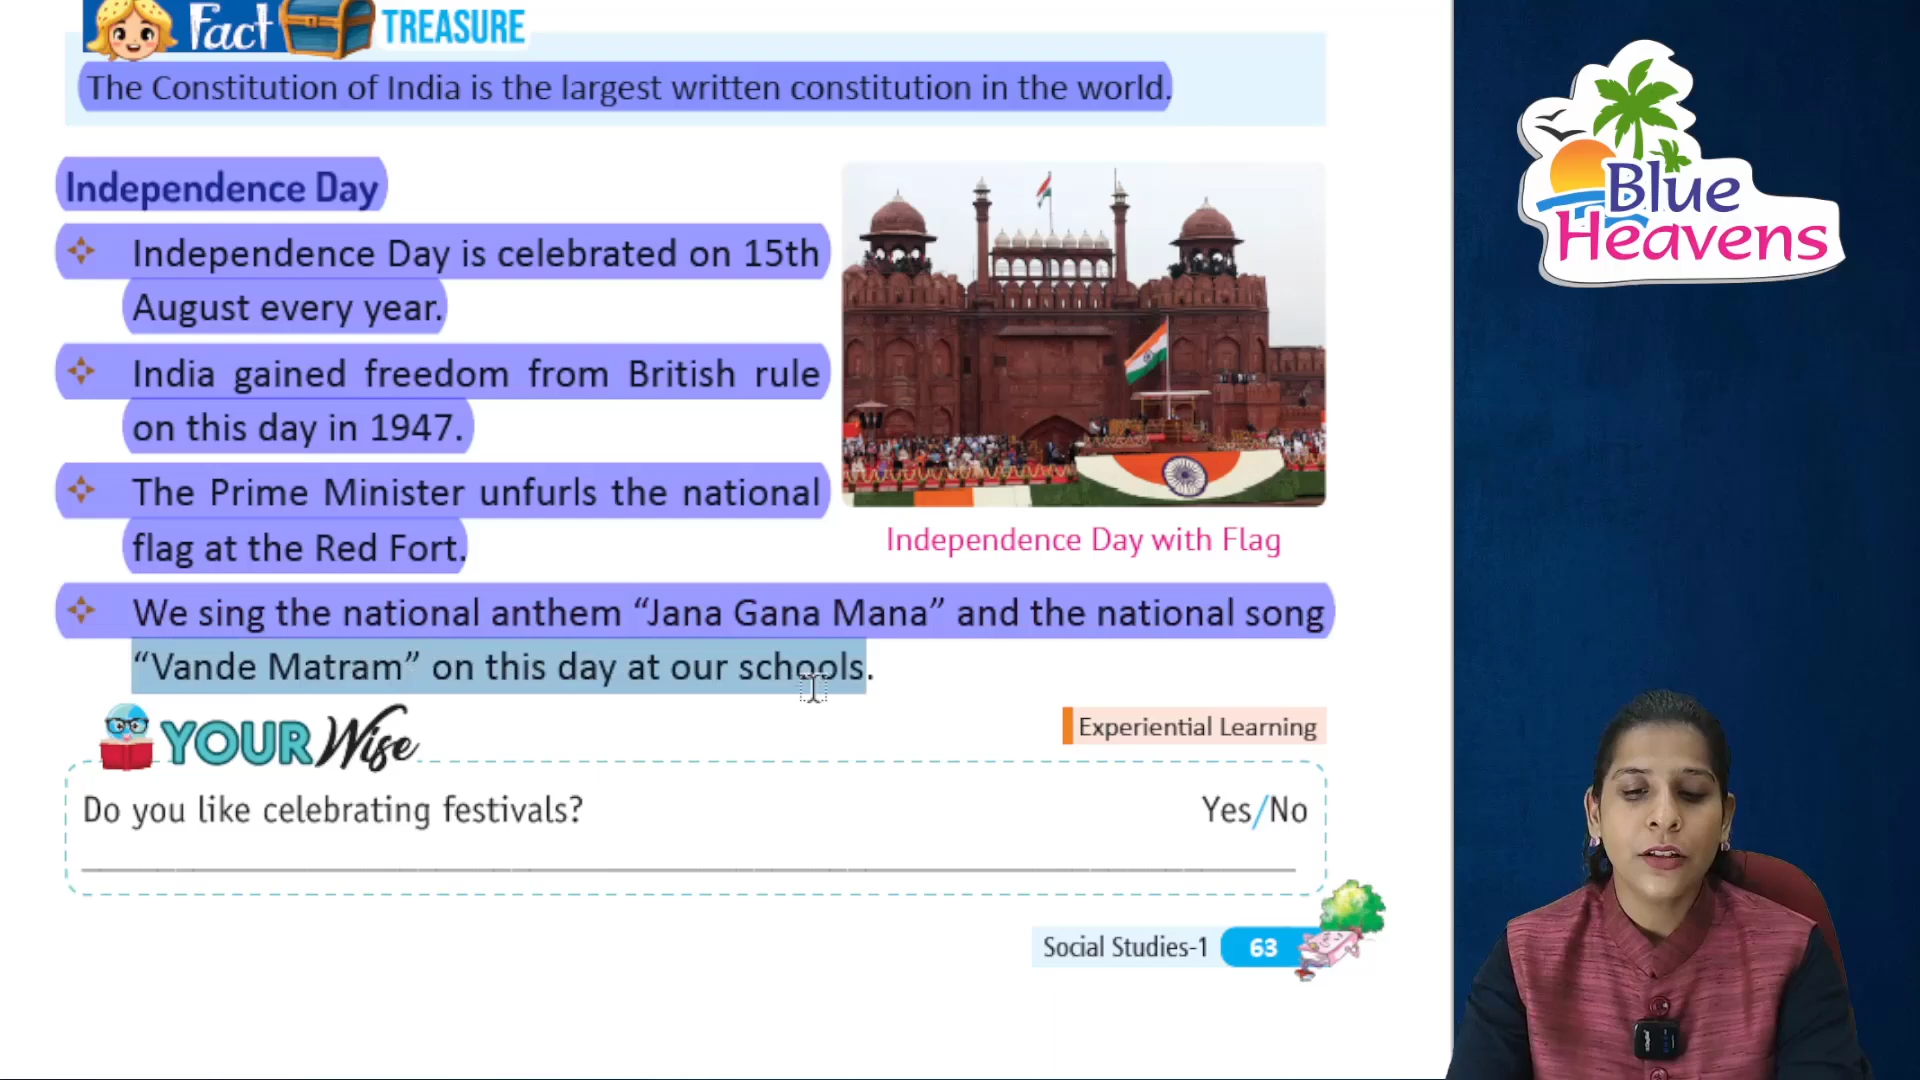 Fact TREASURE
The Constitution of India is the largest written constitution in the world.
Independence Day
Independence Day is celebrated on 15th
August every year.
India gained freedom from British rule
on this day in 1947.
The Prime Minister unfurls the national
flag at the Red Fort.
We sing the national anthem “Jana Gana Mana” and the national song
“Vande Matram” on this day at our schools.
Independence Day with Flag
YOUR Wise
Experiential Learning
Do you like celebrating festivals? Yes/No
Social Studies-1 63
Blue
Heavens